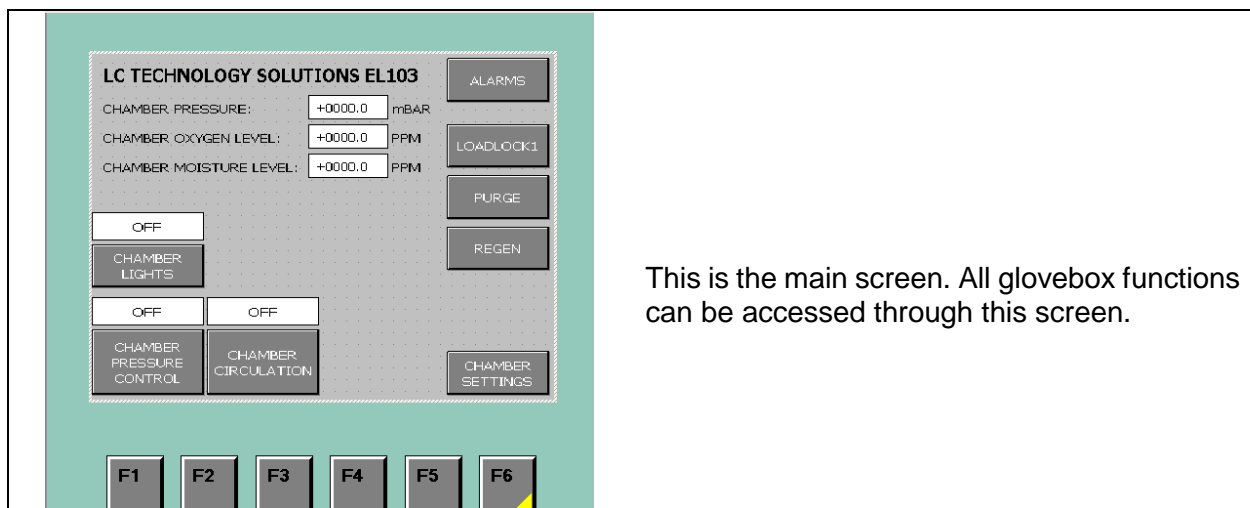 LC TECHNOLOGY SOLUTIONS EL103
CHAMBER PRESSURE: +0000.0 mBAR
CHAMBER OXYGEN LEVEL: +0000.0 PPM
CHAMBER MOISTURE LEVEL: +0000.0 PPM
ALARMS
LOADLOCK1
PURGE
REGEN
OFF
CHAMBER
LIGHTS
OFF
CHAMBER
PRESSURE
CONTROL
OFF
CHAMBER
CIRCULATION
CHAMBER
SETTINGS
F1 F2 F3 F4 F5 F6
This is the main screen. All glovebox functions
can be accessed through this screen.